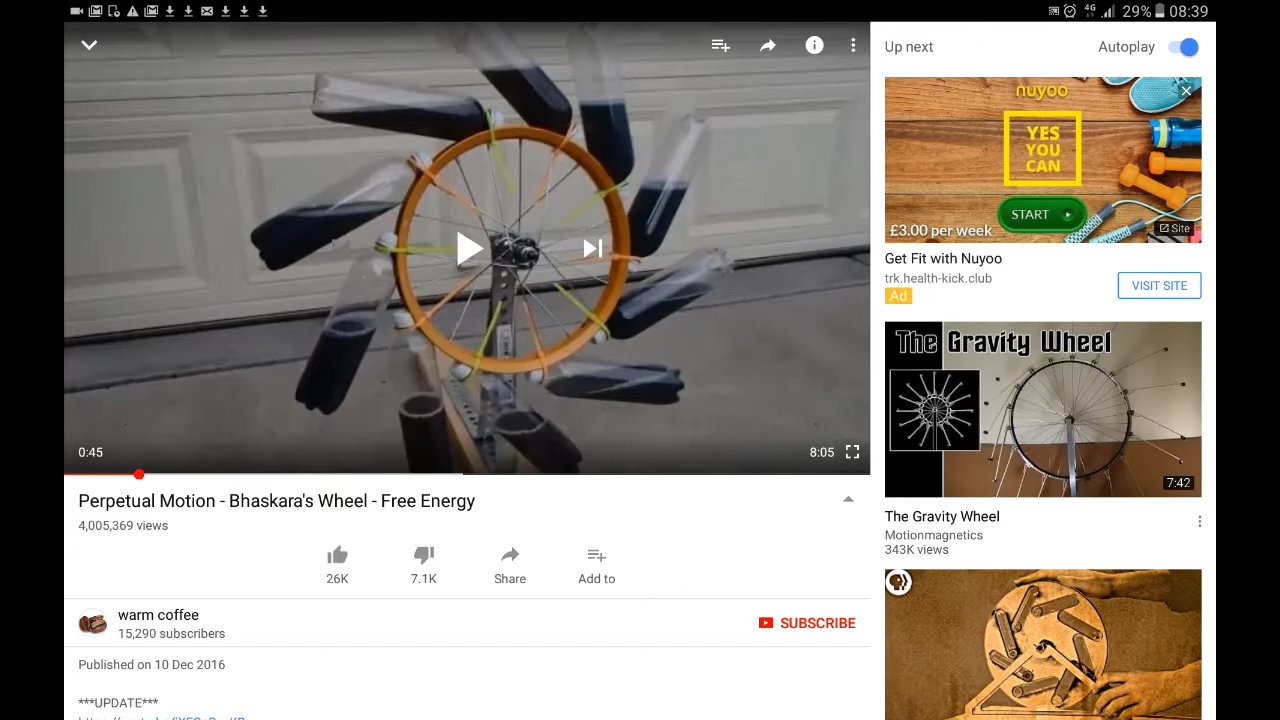 4G 29% 08:39
0:45
8:05
Perpetual Motion - Bhaskara's Wheel - Free Energy
4,005,369 views
26K
7.1K
Share
Add to
warm coffee
15,290 subscribers
SUBSCRIBE
Published on 10 Dec 2016
***UPDATE***
Up next
Autoplay
nuyoo
YES
YOU
CAN
START
£3.00 per week
Site
Get Fit with Nuyoo
trk.health-kick.club
Ad
VISIT SITE
The Gravity Wheel
7:42
The Gravity Wheel
Motionmagnetics
343K views